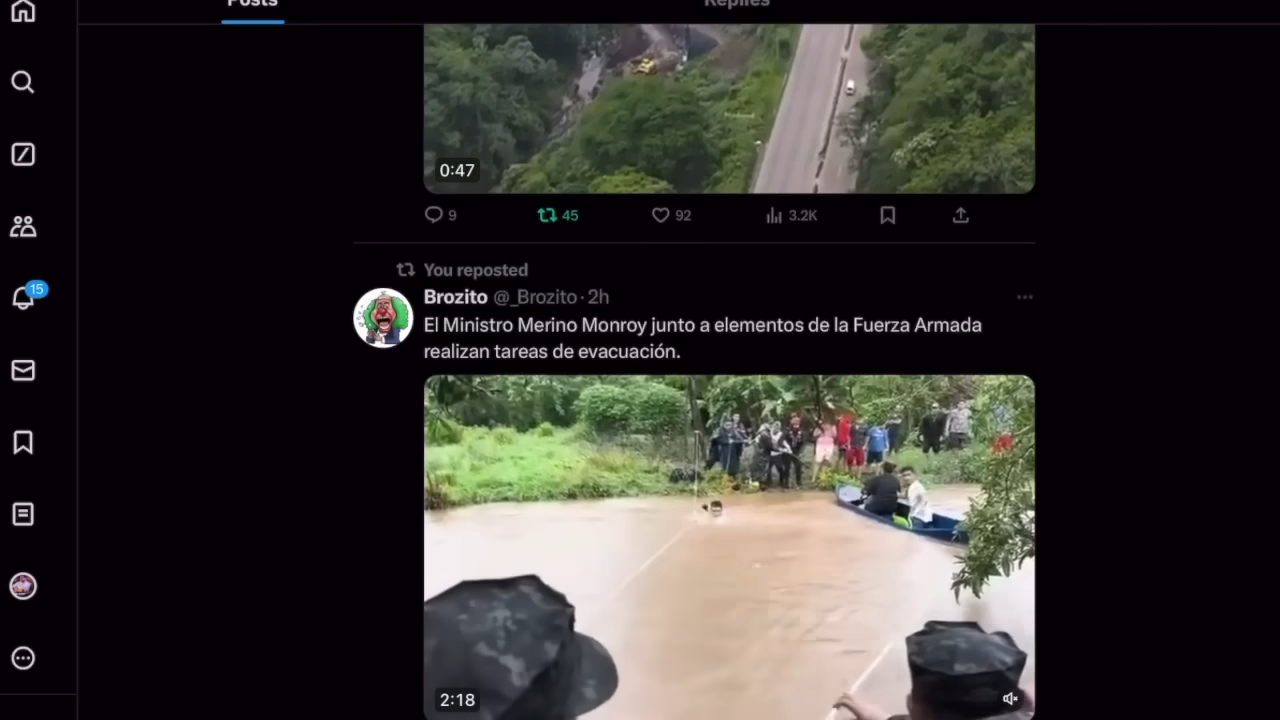 Posts
Replies
0:47
9
45
92
3.2K
You reposted
Brozito @_Brozito · 2h
El Ministro Merino Monroy junto a elementos de la Fuerza Armada
realizan tareas de evacuación.
15
2:18